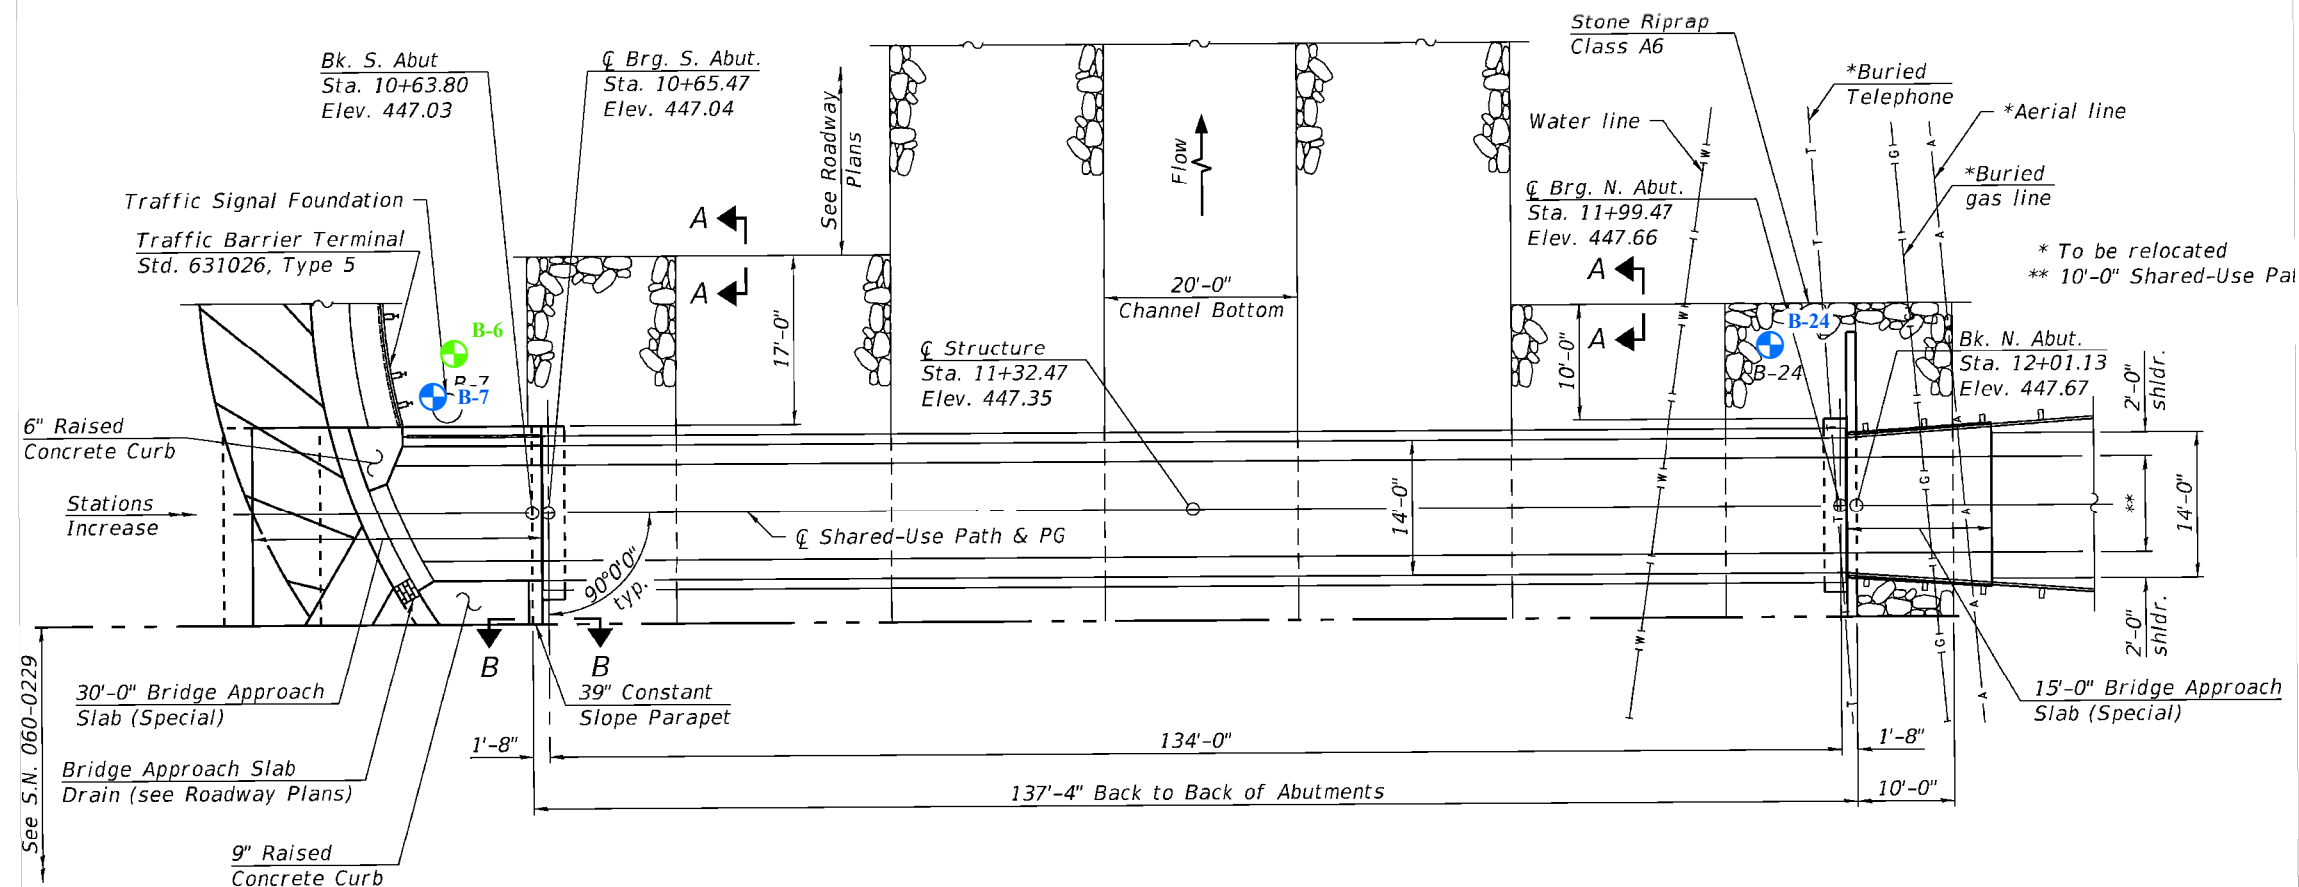 Bk. S. Abut
Sta. 10+63.80
Elev. 447.03
℄ Brg. S. Abut.
Sta. 10+65.47
Elev. 447.04
See Roadway
Plans
Flow
Stone Riprap
Class A6
*Buried
Telephone
*Aerial line
Water line
*Buried
gas line
℄ Brg. N. Abut.
Sta. 11+99.47
Elev. 447.66
* To be relocated
** 10'-0" Shared-Use Pat
Traffic Signal Foundation
Traffic Barrier Terminal
Std. 631026, Type 5
A
A
A
A
20'-0"
Channel Bottom
17'-0"
10'-0"
B-6
B-7
B-7
B-24
B-24
℄ Structure
Sta. 11+32.47
Elev. 447.35
Bk. N. Abut.
Sta. 12+01.13
Elev. 447.67
2'-0"
shldr.
6" Raised
Concrete Curb
Stations
Increase
℄ Shared-Use Path & PG
90°0'0"
typ.
14'-0"
**
14'-0"
2'-0"
shldr.
W
W
W
W
W
T
T
T
T
T
T
G
G
G
G
A
A
A
A
A
A
B
B
30'-0" Bridge Approach
Slab (Special)
39" Constant
Slope Parapet
15'-0" Bridge Approach
Slab (Special)
See S.N. 060-0229
1'-8"
134'-0"
1'-8"
Bridge Approach Slab
Drain (see Roadway Plans)
137'-4" Back to Back of Abutments
10'-0"
9" Raised
Concrete Curb